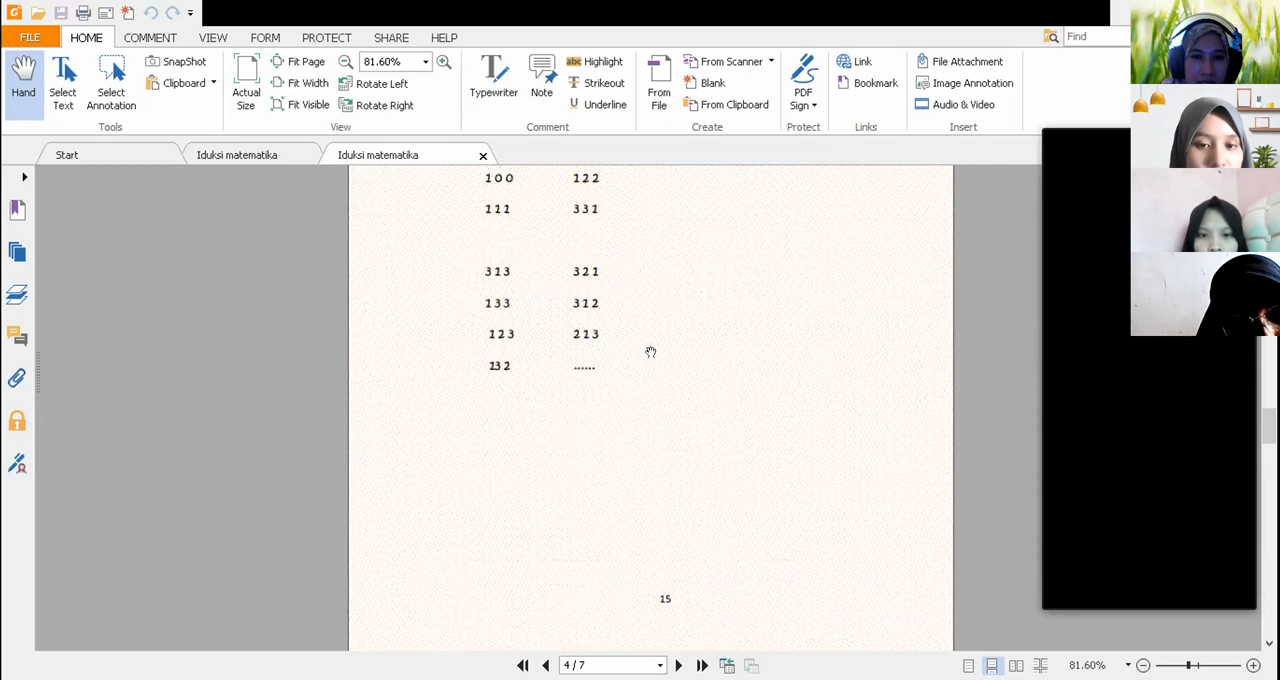 FILE HOME COMMENT VIEW FORM PROTECT SHARE HELP Find
Hand
Select Text
Select Annotation
SnapShot
Clipboard
Tools
Actual Size
Fit Page
Fit Width
Fit Visible
81.60%
Rotate Left
Rotate Right
View
Typewriter
Note
abc Highlight
Strikeout
Underline
Comment
From File
From Scanner
Blank
From Clipboard
Create
PDF Sign
Protect
Link
Bookmark
Links
File Attachment
Image Annotation
Audio & Video
Insert
Start Iduksi matematika Iduksi matematika
1 0 0 1 2 2
1 1 1 3 3 1
3 1 3 3 2 1
1 3 3 3 1 2
1 2 3 2 1 3
13 2 ......
15
4 / 7 81.60%